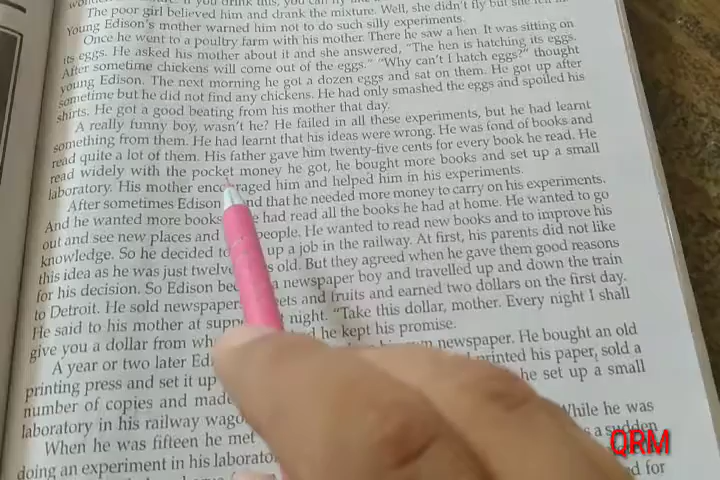 The poor girl believed him and drank the mixture. Well, she didn't fly but she fell
Young Edison's mother warned him not to do such silly experiments.
Once he went to a poultry farm with his mother. There he saw a hen. It was sitting on
its eggs. He asked his mother about it and she answered, "The hen is hatching its eggs.
After sometime chickens will come out of the eggs." "Why can't I hatch eggs?" thought
young Edison. The next morning he got a dozen eggs and sat on them. He got up after
sometime but he did not find any chickens. He had only smashed the eggs and spoiled his
shirts. He got a good beating from his mother that day.
A really funny boy, wasn't he? He failed in all these experiments, but he had learnt
something from them. He had learnt that his ideas were wrong. He was fond of books and
read quite a lot of them. His father gave him twenty-five cents for every book he read. He
read widely with the pocket money he got, he bought more books and set up a small
laboratory. His mother encouraged him and helped him in his experiments.
After sometimes Edison nd that he needed more money to carry on his experiments.
And he wanted more books e had read all the books he had at home. He wanted to go
out and see new places and people. He wanted to read new books and to improve his
knowledge. So he decided to up a job in the railway. At first, his parents did not like
this idea as he was just twelve s old. But they agreed when he gave them good reasons
for his decision. So Edison be a newspaper boy and travelled up and down the train
to Detroit. He sold newspaper ets and fruits and earned two dollars on the first day.
He said to his mother at supp night. "Take this dollar, mother. Every night I shall
give you a dollar from wh d he kept his promise.
A year or two later Ed newspaper. He bought an old
printing press and set it up printed his paper, sold a
number of copies and made he set up a small
laboratory in his railway wago
When he was fifteen he met While he was
doing an experiment in his laborato s a sudden
d for
QRM